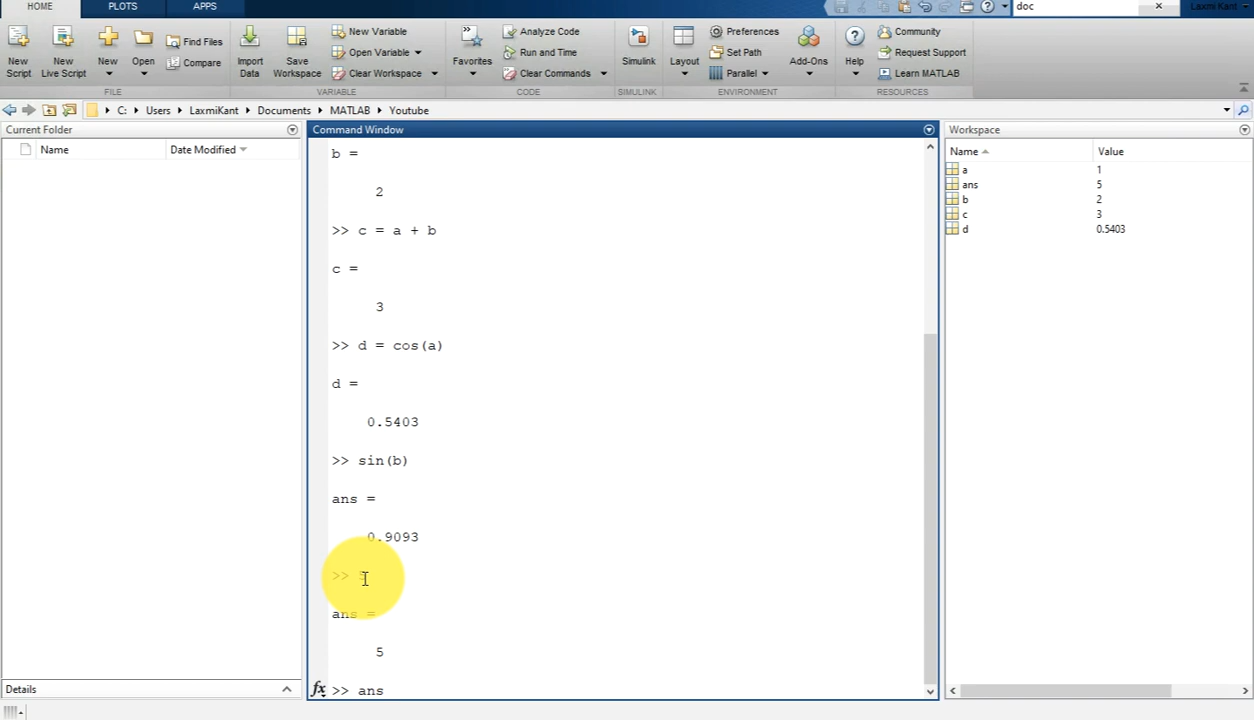 HOME PLOTS APPS doc Laxmi Kant
New Script
New Live Script
New
Open
Find Files
Compare
Import Data
Save Workspace
New Variable
Open Variable
Clear Workspace
Favorites
Analyze Code
Run and Time
Clear Commands
Simulink
Layout
Preferences
Set Path
Parallel
Add-Ons
Help
Community
Request Support
Learn MATLAB
FILE VARIABLE CODE SIMULINK ENVIRONMENT RESOURCES
C: Users LaxmiKant Documents MATLAB Youtube
Current Folder
Name Date Modified
Details
Command Window
b =
2
>> c = a + b
c =
3
>> d = cos(a)
d =
0.5403
>> sin(b)
ans =
0.9093
>>
ans =
5
fx >> ans
Workspace
Name Value
a 1
ans 5
b 2
c 3
d 0.5403